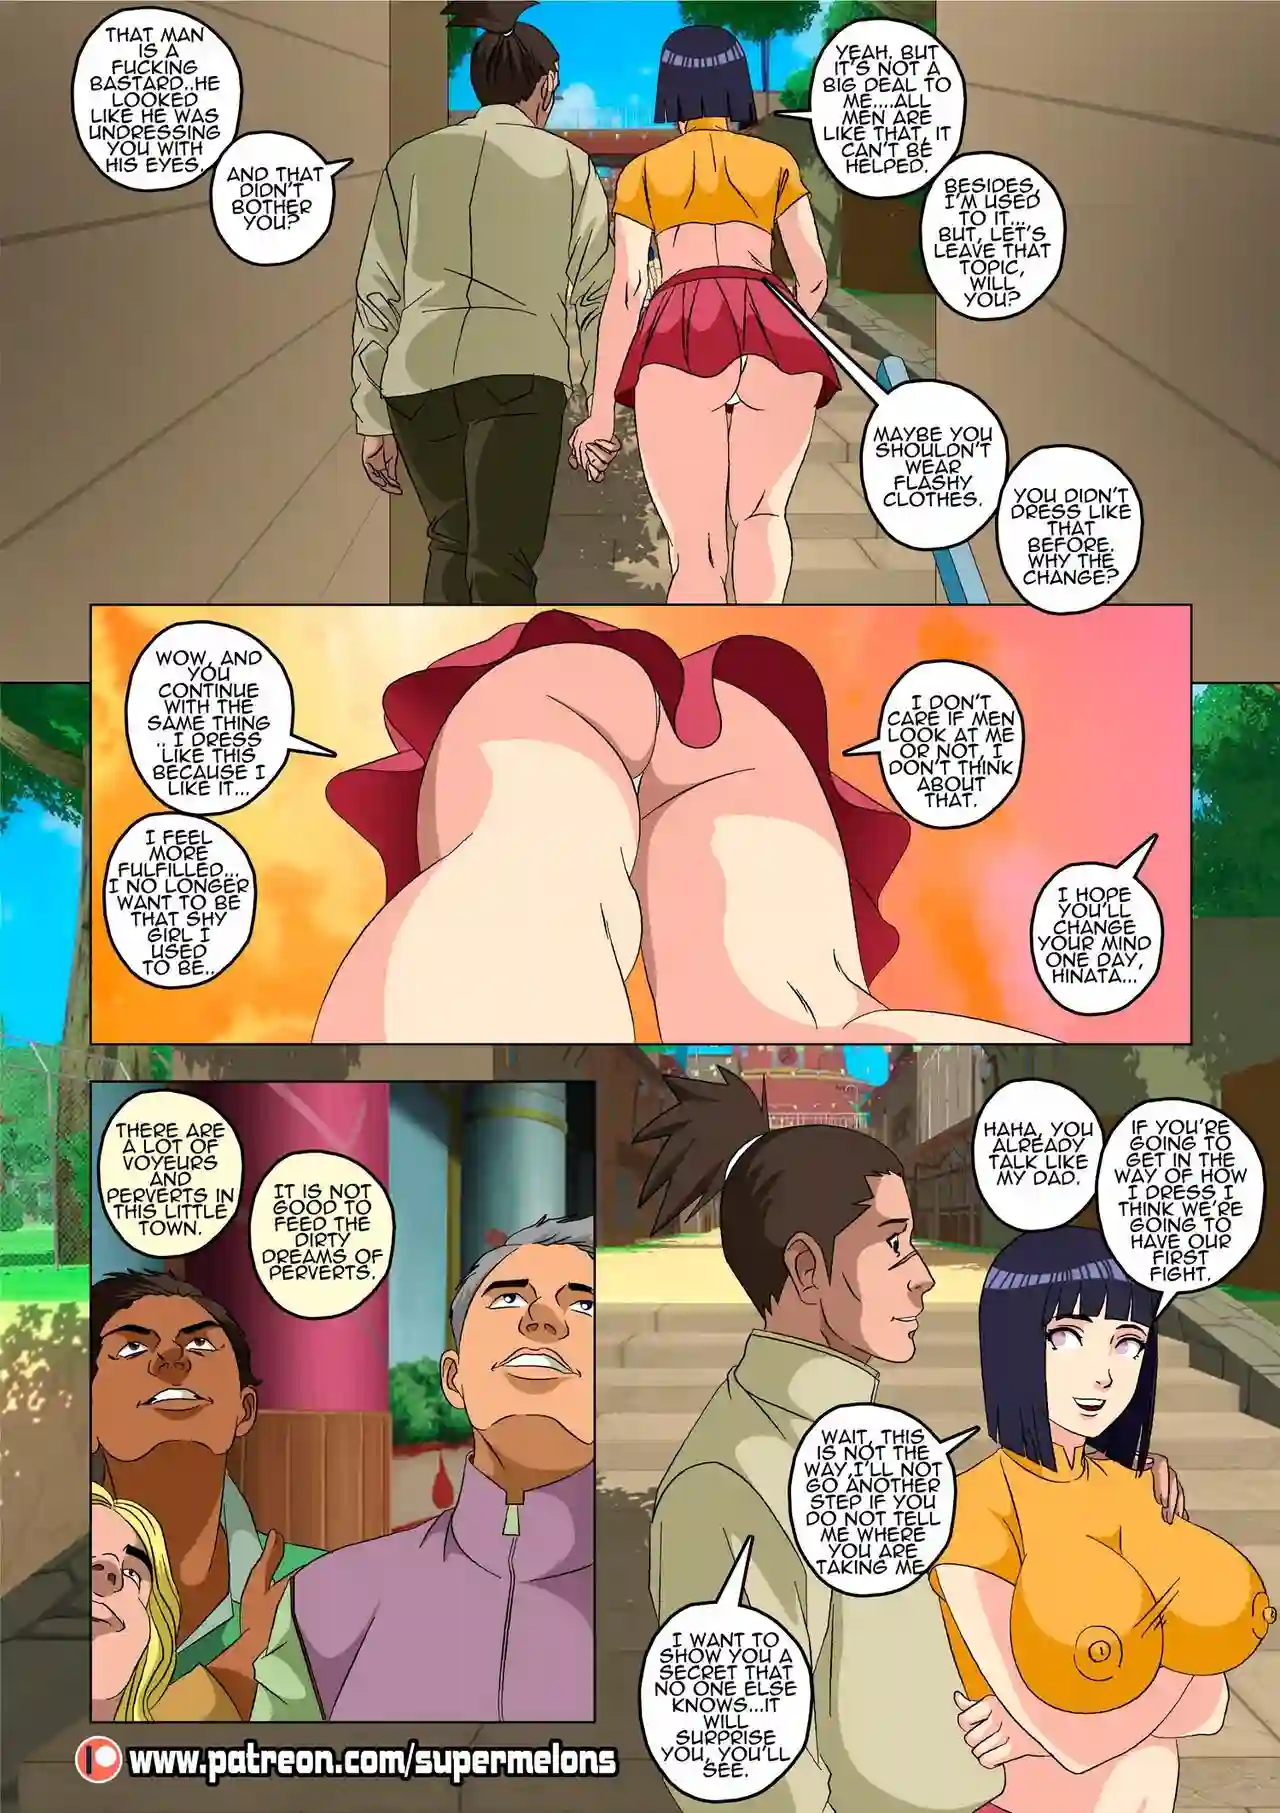 THAT MAN
IS A
FUCKING
BASTARD..HE
LOOKED
LIKE HE WAS
UNDRESSING
YOU WITH
HIS EYES.
AND THAT
DIDN'T
BOTHER
YOU?
YEAH. BUT
IT'S NOT A
BIG DEAL TO
ME....ALL
MEN ARE
LIKE THAT, IT
CAN'T BE
HELPED.
BESIDES,
I'M USED
TO IT...
BUT, LET'S
LEAVE THAT
TOPIC,
WILL
YOU?
MAYBE YOU
SHOULDN'T
WEAR
FLASHY
CLOTHES.
YOU DIDN'T
DRESS LIKE
THAT
BEFORE.
WHY THE
CHANGE?
WOW, AND
YOU
CONTINUE
WITH THE
SAME THING
.. I DRESS
LIKE THIS
BECAUSE I
LIKE IT...
I FEEL
MORE
FULFILLED...
I NO LONGER
WANT TO BE
THAT SHY
GIRL I
USED
TO BE..
I DON'T
CARE IF MEN
LOOK AT ME
OR NOT, I
DON'T THINK
ABOUT
THAT.
I HOPE
YOU'LL
CHANGE
YOUR MIND
ONE DAY,
HINATA...
THERE ARE
A LOT OF
VOYEURS
AND
PERVERTS IN
THIS LITTLE
TOWN.
IT IS NOT
GOOD TO
FEED THE
DIRTY
DREAMS OF
PERVERTS.
HAHA, YOU
ALREADY
TALK LIKE
MY DAD.
IF YOU'RE
GOING TO
GET IN THE
WAY OF HOW
I DRESS I
THINK WE'RE
GOING TO
HAVE OUR
FIRST
FIGHT.
WAIT, THIS
IS NOT THE
WAY,I'LL NOT
GO ANOTHER
STEP IF YOU
DO NOT TELL
ME WHERE
YOU ARE
TAKING ME
I WANT TO
SHOW YOU A
SECRET THAT
NO ONE ELSE
KNOWS...IT
WILL
SURPRISE
YOU, YOU'LL
SEE.
www.patreon.com/supermelons